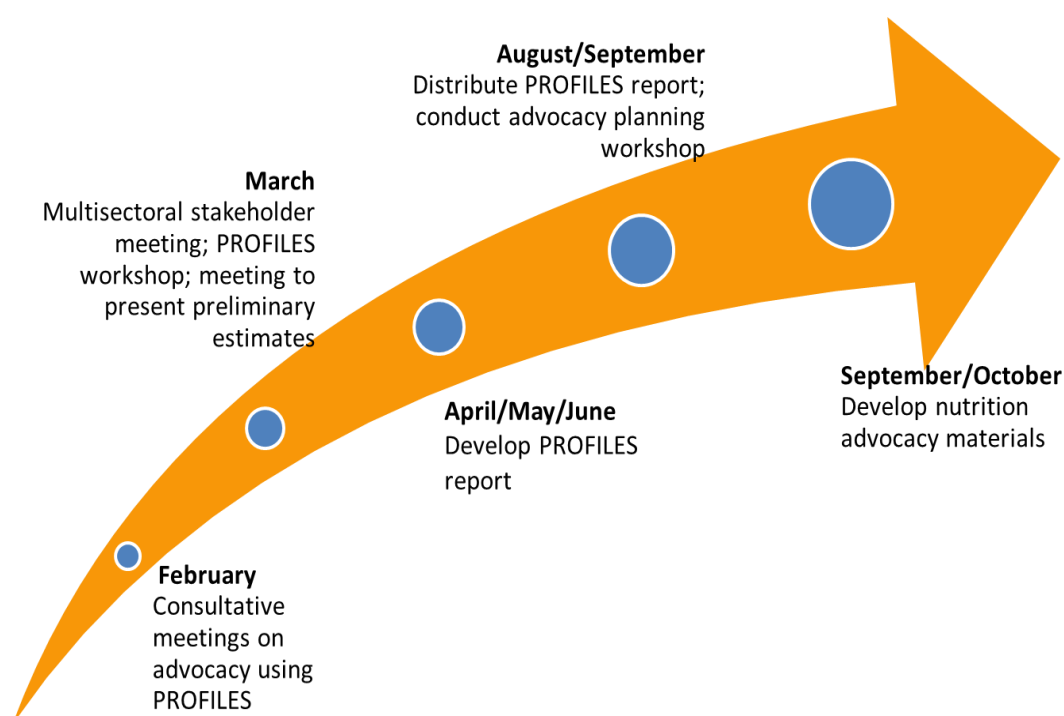 February
Consultative
meetings on
advocacy using
PROFILES
March
Multisectoral stakeholder
meeting; PROFILES
workshop; meeting to
present preliminary
estimates
April/May/June
Develop PROFILES
report
August/September
Distribute PROFILES report;
conduct advocacy planning
workshop
September/October
Develop nutrition
advocacy materials